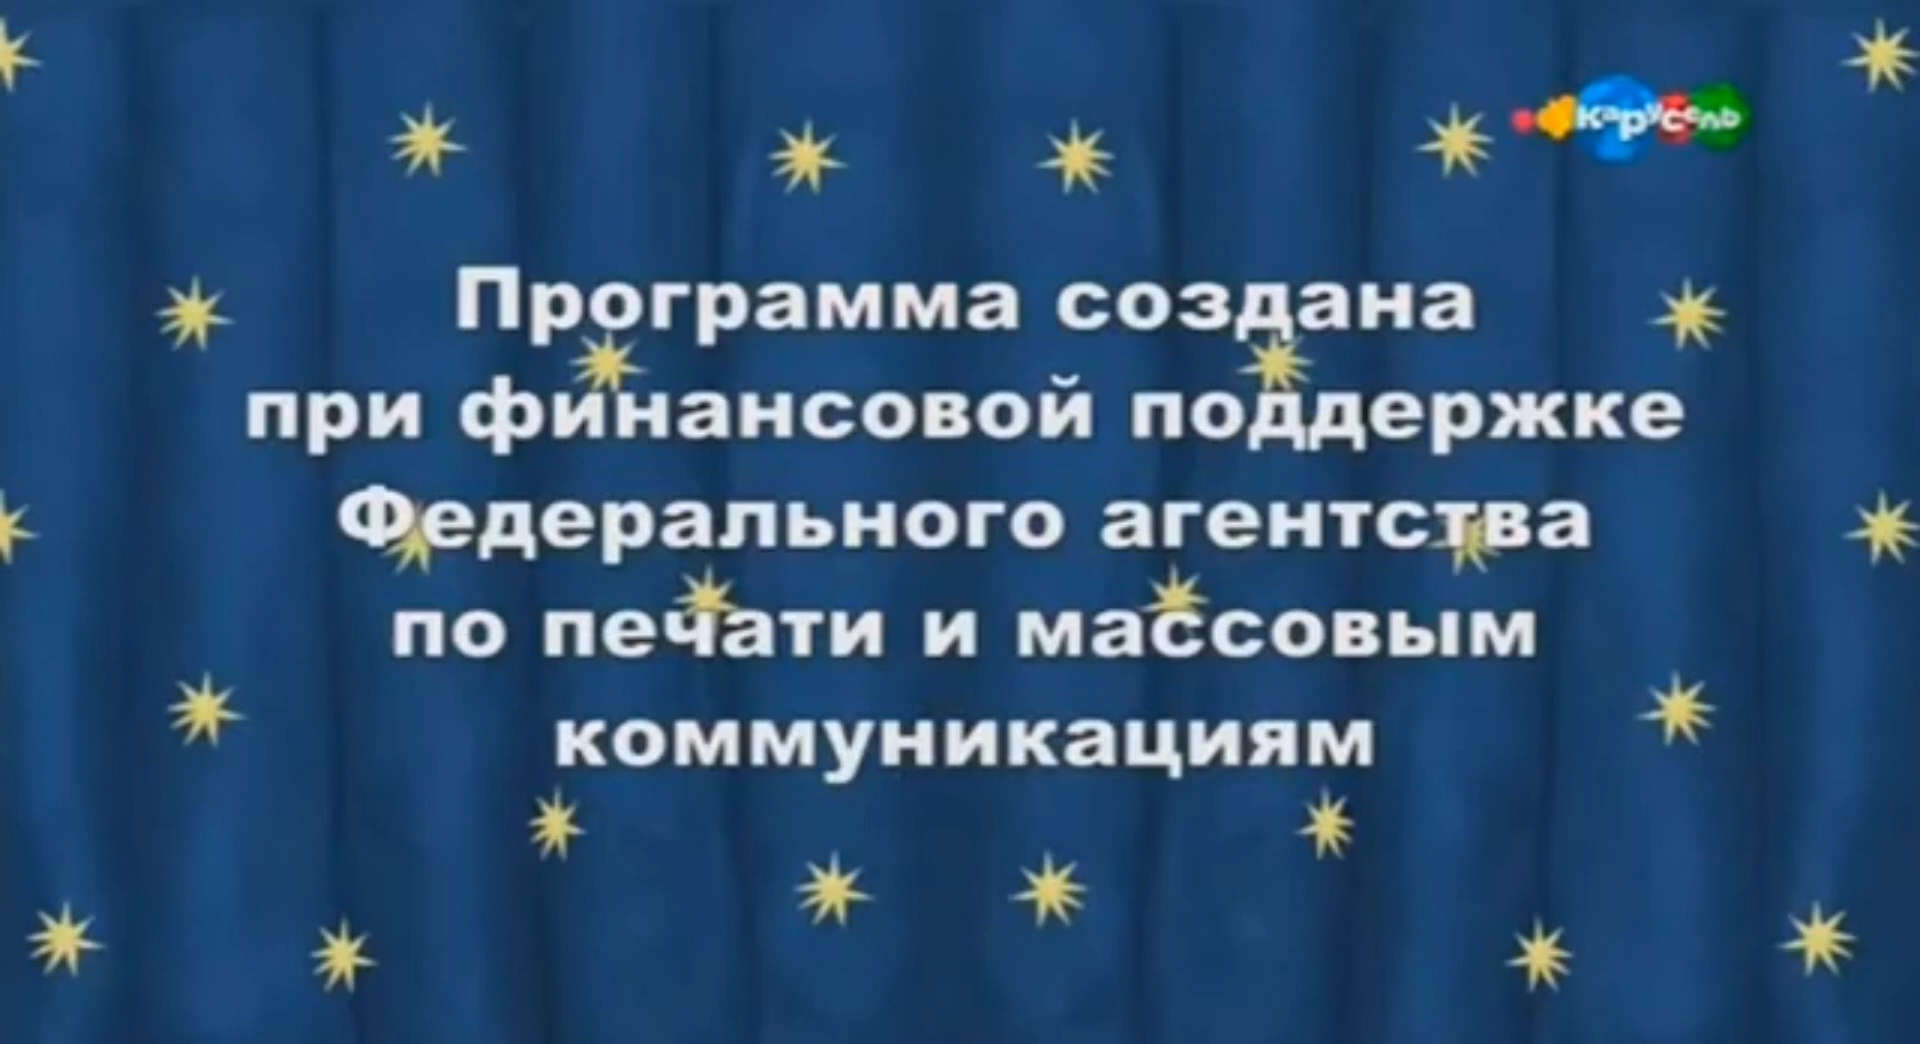 карусель
Программа создана
при финансовой поддержке
Федерального агентства
по печати и массовым
коммуникациям